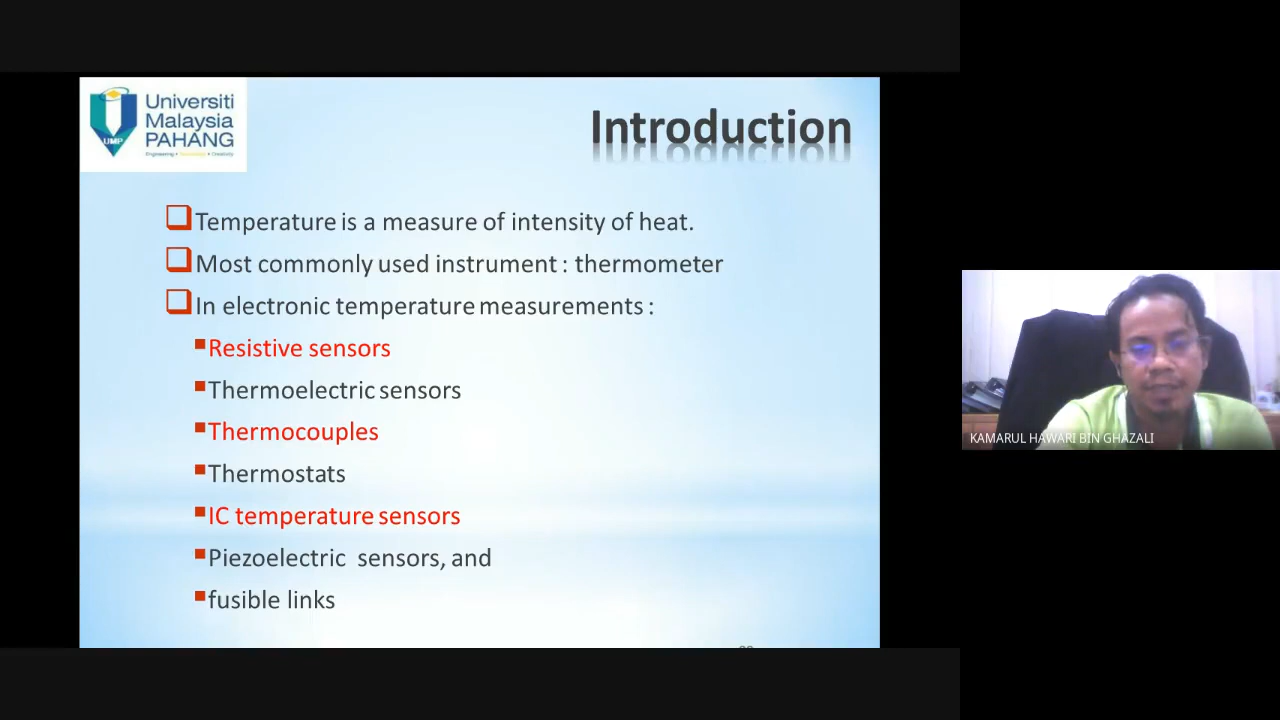 Universiti
Malaysia
PAHANG
UMP
Engineering • Technology • Creativity
Introduction
Temperature is a measure of intensity of heat.
Most commonly used instrument : thermometer
In electronic temperature measurements :
Resistive sensors
Thermoelectric sensors
Thermocouples
Thermostats
IC temperature sensors
Piezoelectric sensors, and
fusible links
KAMARUL HAWARI BIN GHAZALI